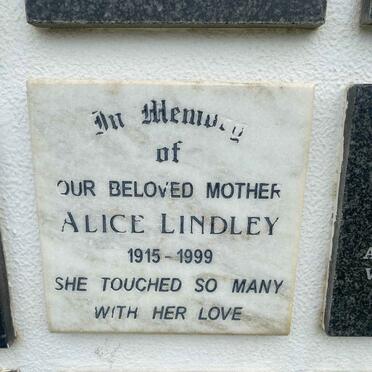 In Memory
of
OUR BELOVED MOTHER
ALICE LINDLEY
1915 - 1999
SHE TOUCHED SO MANY
WITH HER LOVE